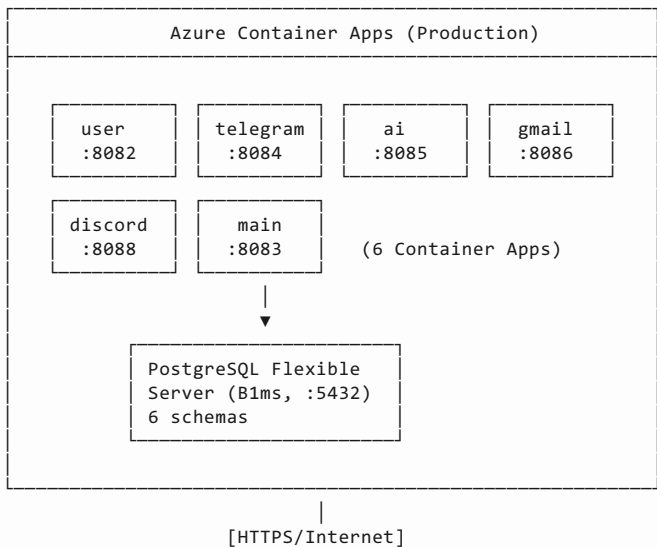 Azure Container Apps (Production)
user telegram ai gmail
:8082 :8084 :8085 :8086
discord main
:8088 :8083 (6 Container Apps)
PostgreSQL Flexible
Server (B1ms, :5432)
6 schemas
[HTTPS/Internet]